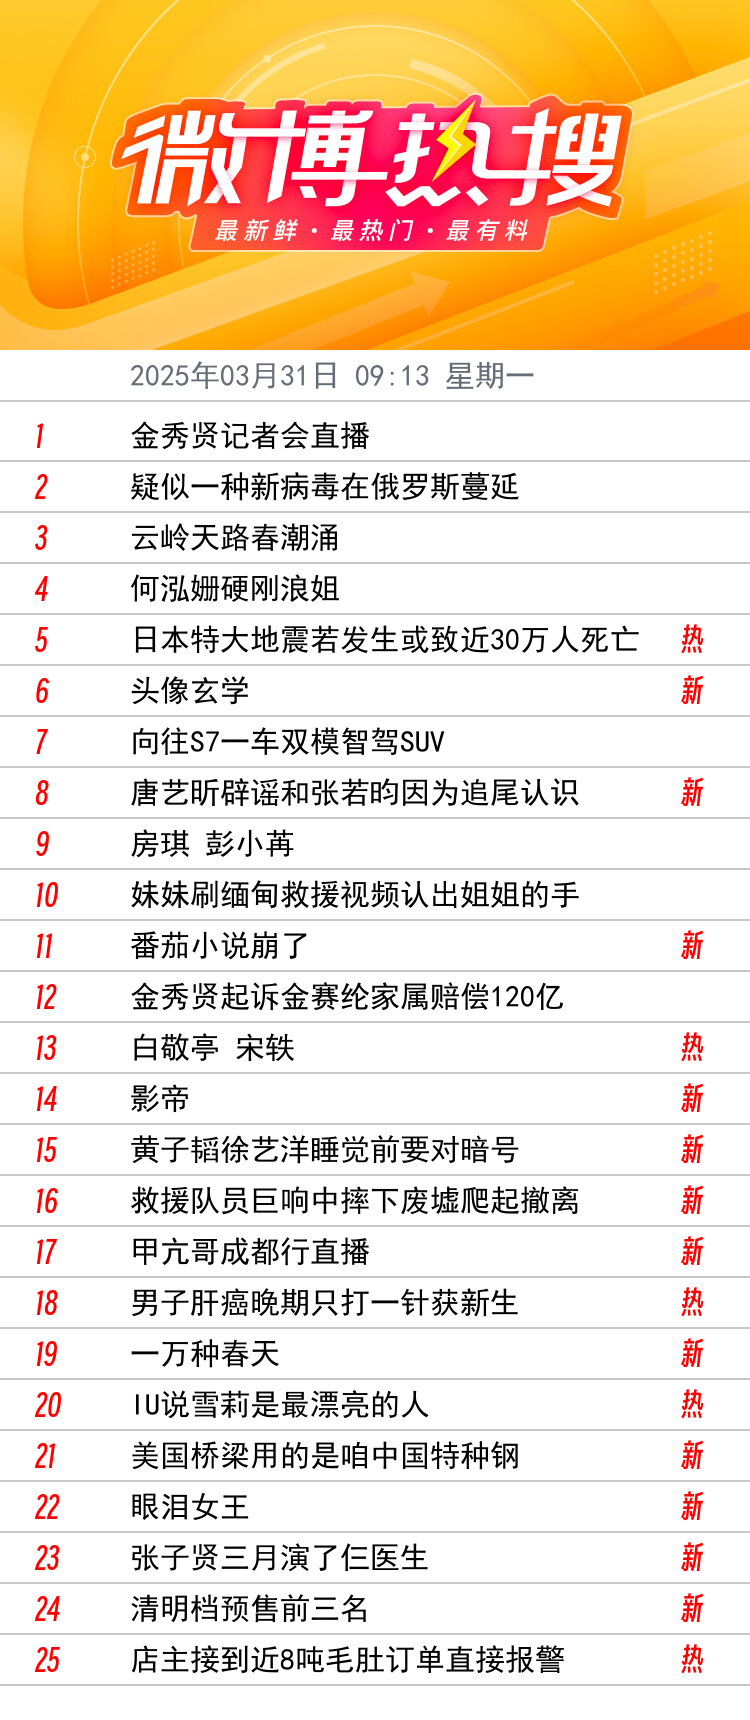 微博热搜
最新鲜·最热门·最有料
2025年03月31日 09:13 星期一
1 金秀贤记者会直播
2 疑似一种新病毒在俄罗斯蔓延
3 云岭天路春潮涌
4 何泓姗硬刚浪姐
5 日本特大地震若发生或致近30万人死亡 热
6 头像玄学 新
7 向往S7一车双模智驾SUV
8 唐艺昕辟谣和张若昀因为追尾认识 新
9 房琪 彭小苒
10 妹妹刷缅甸救援视频认出姐姐的手
11 番茄小说崩了 新
12 金秀贤起诉金赛纶家属赔偿120亿
13 白敬亭 宋轶 热
14 影帝 新
15 黄子韬徐艺洋睡觉前要对暗号 新
16 救援队员巨响中摔下废墟爬起撤离 新
17 甲亢哥成都行直播 新
18 男子肝癌晚期只打一针获新生 热
19 一万种春天 新
20 IU说雪莉是最漂亮的人 热
21 美国桥梁用的是咱中国特种钢 新
22 眼泪女王 新
23 张子贤三月演了仨医生 新
24 清明档预售前三名 新
25 店主接到近8吨毛肚订单直接报警 热